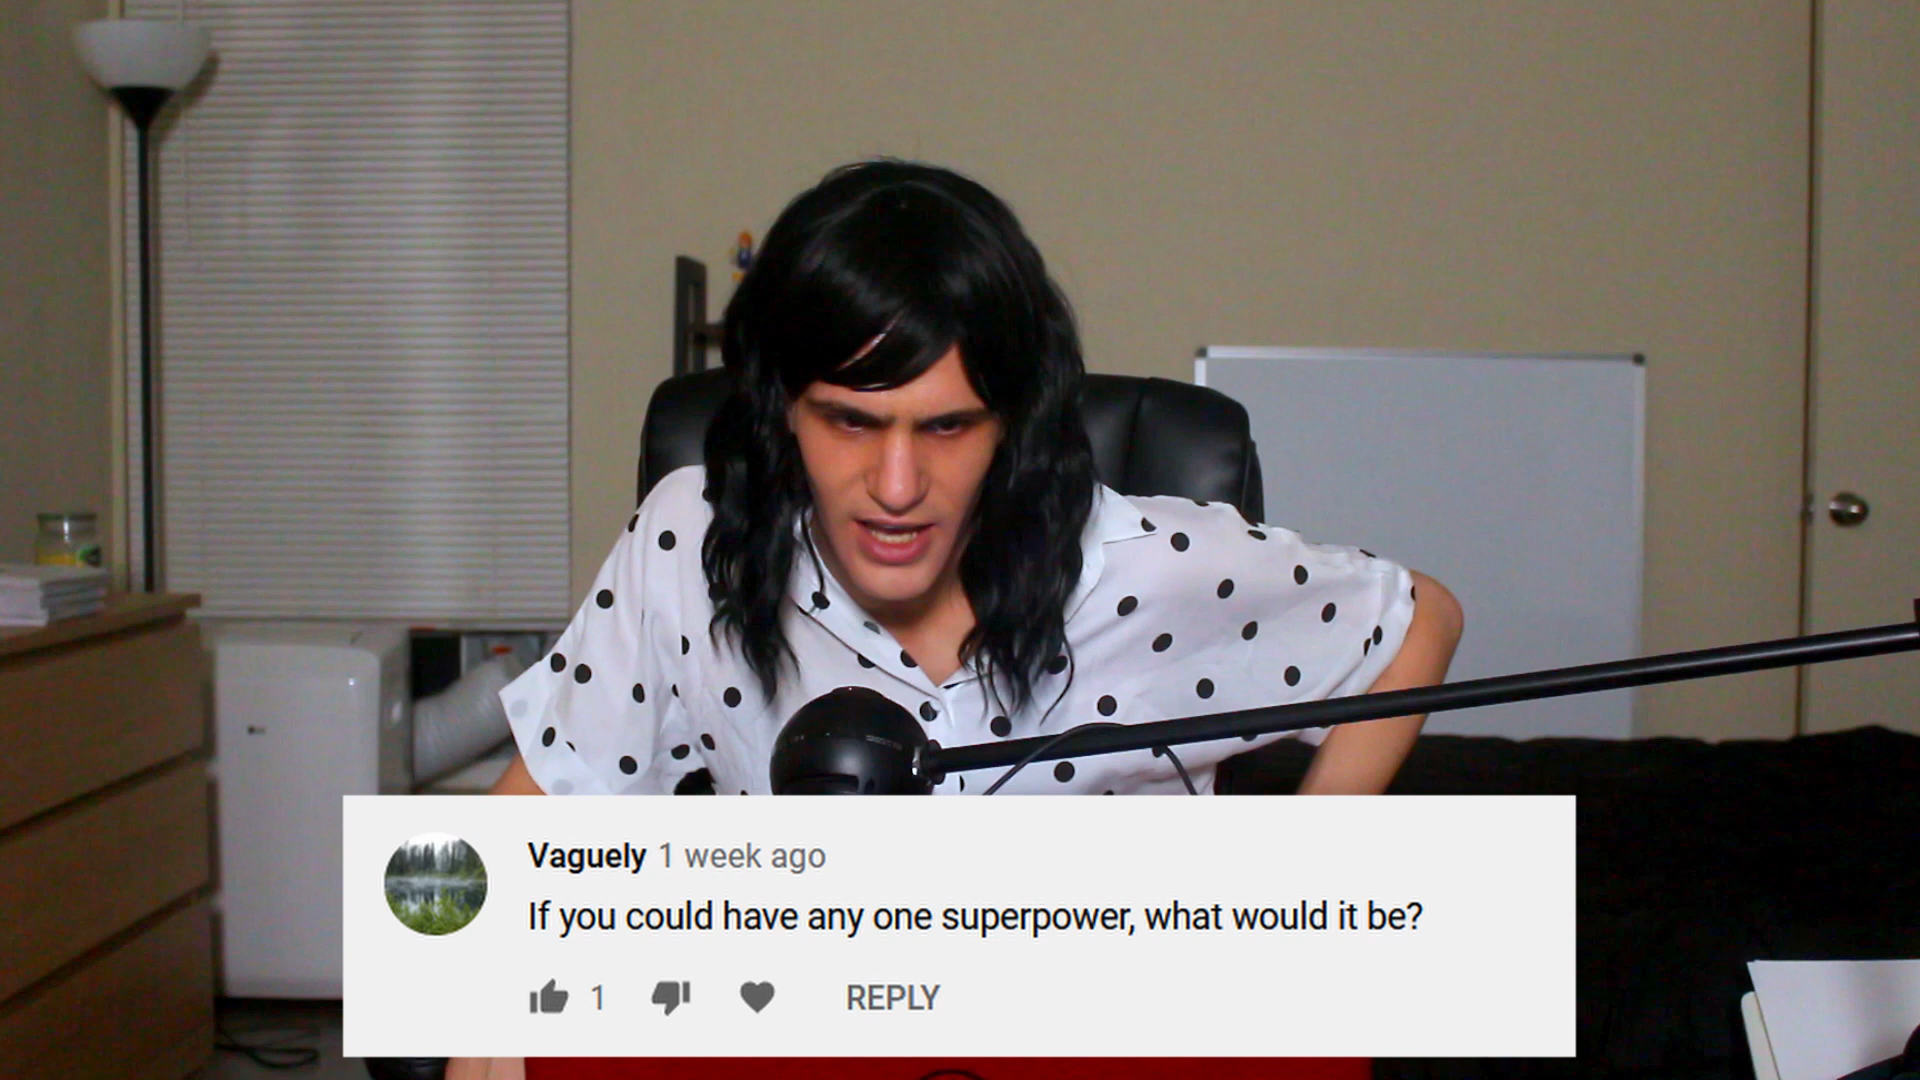 Vaguely 1 week ago
If you could have any one superpower, what would it be?
1
REPLY